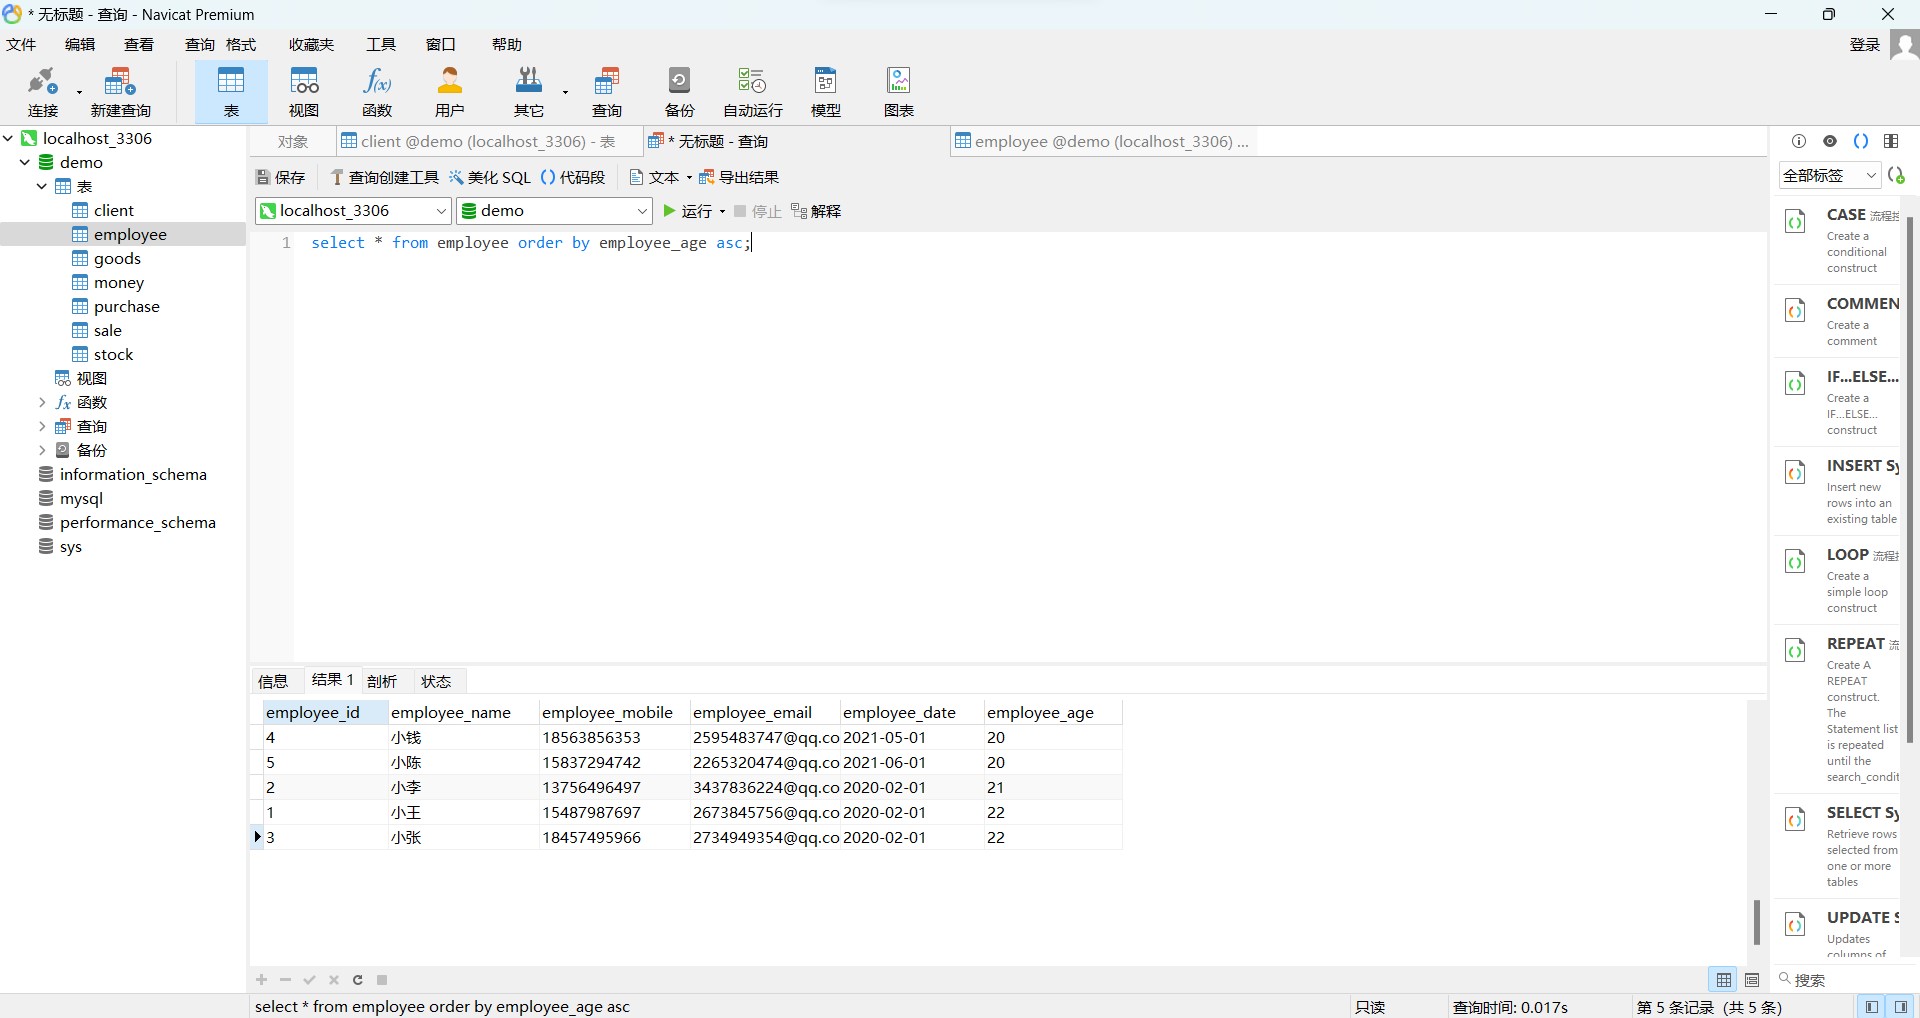 * 无标题 - 查询 - Navicat Premium
文件 编辑 查看 查询 格式 收藏夹 工具 窗口 帮助 登录
连接 新建查询 表 视图 函数 用户 其它 查询 备份 自动运行 模型 图表
localhost_3306
demo
表
client
employee
goods
money
purchase
sale
stock
视图
函数
查询
备份
information_schema
mysql
performance_schema
sys
对象 client @demo (localhost_3306) - 表 * 无标题 - 查询 employee @demo (localhost_3306) ...
保存 查询创建工具 美化 SQL 代码段 文本 导出结果
localhost_3306 demo 运行 停止 解释
1 select * from employee order by employee_age asc;
信息 结果 1 剖析 状态
employee_id employee_name employee_mobile employee_email employee_date employee_age
4 小钱 18563856353 2595483747@qq.co 2021-05-01 20
5 小陈 15837294742 2265320474@qq.co 2021-06-01 20
2 小李 13756496497 3437836224@qq.co 2020-02-01 21
1 小王 15487987697 2673845756@qq.co 2020-02-01 22
3 小张 18457495966 2734949354@qq.co 2020-02-01 22
全部标签
CASE 流程
Create a
conditional
construct
COMMEN
Create a
comment
IF...ELSE...
Create a
IF...ELSE...
construct
INSERT Sy
Insert new
rows into an
existing table
LOOP 流程
Create a
simple loop
construct
REPEAT 流
Create A
REPEAT
construct.
The
Statement list
is repeated
until the
search_condit
SELECT Sy
Retrieve rows
selected from
one or more
tables
UPDATE S
Updates
columns of
搜索
select * from employee order by employee_age asc 只读 查询时间: 0.017s 第 5 条记录 (共 5 条)